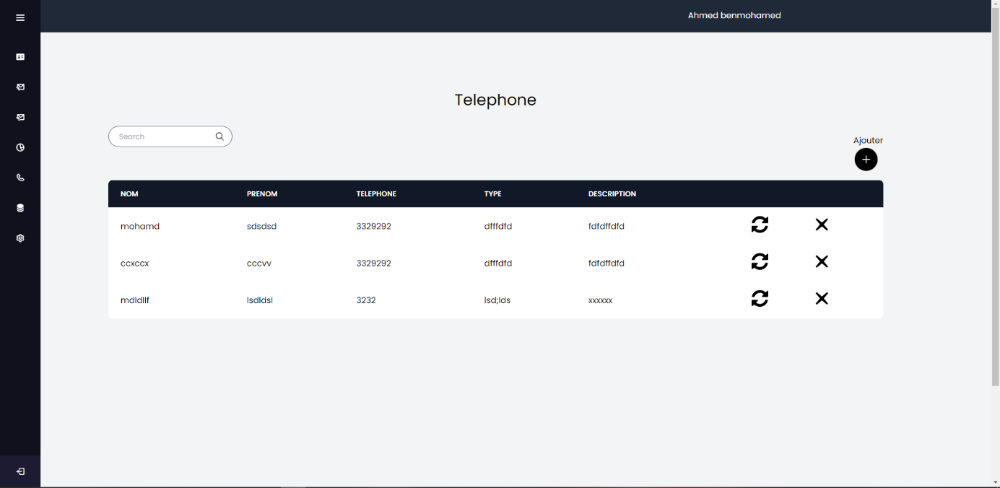 Ahmed benmohamed
Telephone
Search
Ajouter
NOM PRENOM TELEPHONE TYPE DESCRIPTION
mohamd sdsdsd 3329292 dfffdfd fdfdffdfd
ccxccx cccvv 3329292 dfffdfd fdfdffdfd
mdldllf lsdldsl 3232 lsd;lds xxxxxx